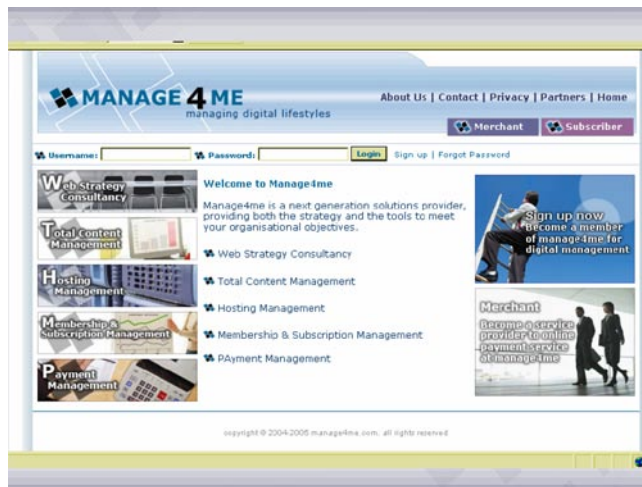 MANAGE 4 ME
managing digital lifestyles
About Us | Contact | Privacy | Partners | Home
Merchant
Subscriber
Username:
Password:
Login
Sign up | Forgot Password
Web Strategy
Consultancy
Total Content
Management
Hosting
Management
Membership &
Subscription Management
Payment
Management
Welcome to Manage4me
Manage4me is a next generation solutions provider,
providing both the strategy and the tools to meet
your organisational objectives.
Web Strategy Consultancy
Total Content Management
Hosting Management
Membership & Subscription Management
PAyment Management
Sign up now
Become a member
of manage4me for
digital management
Merchant
Become a service
provider to online
payment service
at manage4me
copyright © 2004-2006 manage4me.com. all rights reserved